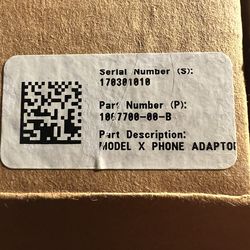 Serial Number (S):
170301010
Part Number (P):
1067700-00-B
Part Description:
MODEL X PHONE ADAPTOR